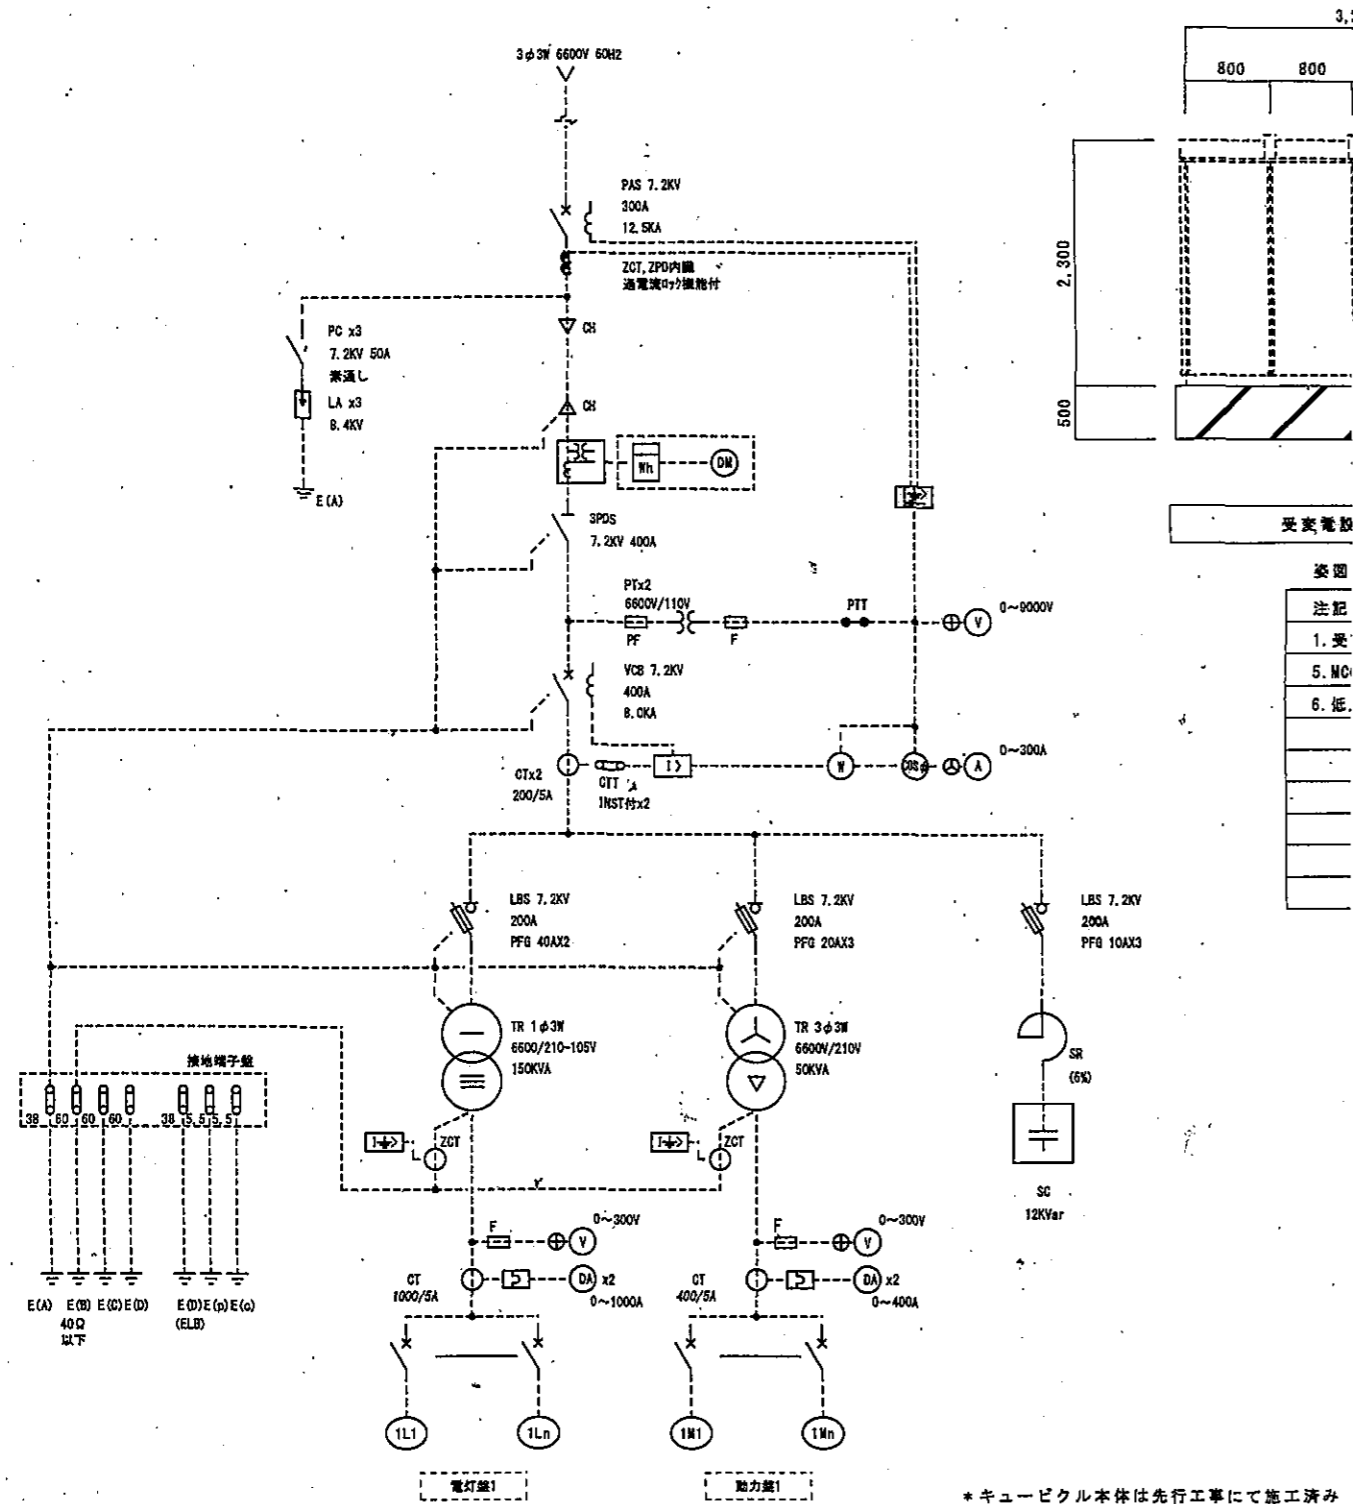 3φ3W 6600V 60HZ
PAS 7.2KV
300A
12.5KA
ZCT,ZPD内臓
過電流ロック機能付
PC x3
7.2KV 50A
素通し
LA x3
8.4KV
E(A)
CH
CH
Wh
DM
3PDS
7.2KV 400A
PTx2
6600V/110V
PF
F
PTT
V
0~9000V
VCB 7.2KV
400A
8.0KA
CTx2
200/5A
CTT
INST付x2
I>
W
COSφ
A
0~300A
LBS 7.2KV
200A
PFG 40AX2
LBS 7.2KV
200A
PFG 20AX3
LBS 7.2KV
200A
PFG 10AX3
TR 1φ3W
6600/210-105V
150KVA
TR 3φ3W
6600V/210V
50KVA
SR
(6%)
SC
12KVar
接地端子盤
38 60 60 60 38 5.5 5.5
E(A) E(B) E(C) E(D) E(D) E(p) E(c)
40Ω
以下
(ELB)
ZCT
L
ZCT
L
F
V
0~300V
F
V
0~300V
CT
1000/5A
DA x2
0~1000A
CT
400/5A
DA x2
0~400A
1L1
1Ln
1M1
1Mn
電灯盤1
動力盤1
800
800
2,300
500
受変電設
姿図
注記
1.受
5.MC
6.低
*キュービクル本体は先行工事にて施工済み